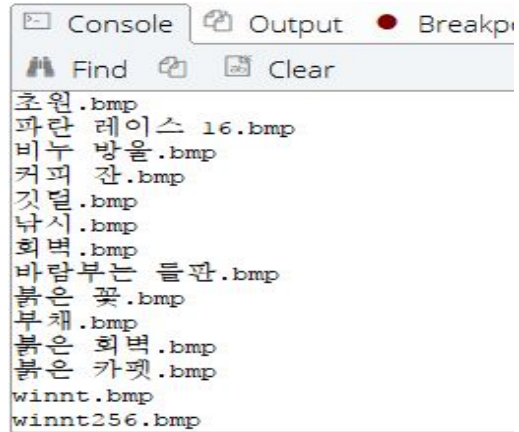 Console Output Breakp
Find Clear
초원.bmp
파란 레이스 16.bmp
비누 방울.bmp
커피 잔.bmp
깃털.bmp
낚시.bmp
회벽.bmp
바람부는 들판.bmp
붉은 꽃.bmp
부채.bmp
붉은 회벽.bmp
붉은 카펫.bmp
winnt.bmp
winnt256.bmp